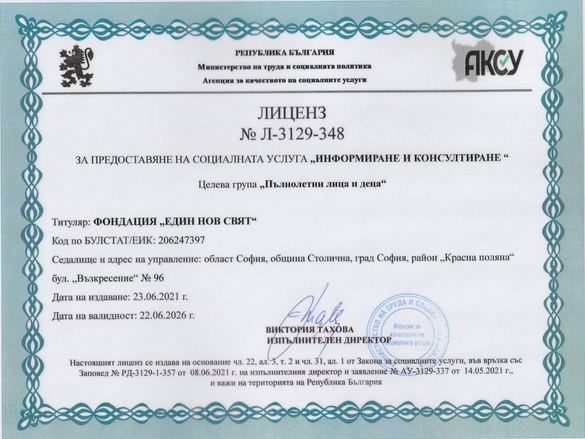 РЕПУБЛИКА БЪЛГАРИЯ
Министерство на труда и социалната политика
Агенция за качеството на социалните услуги
АКСУ
ЛИЦЕНЗ
№ Л-3129-348
ЗА ПРЕДОСТАВЯНЕ НА СОЦИАЛНАТА УСЛУГА „ИНФОРМИРАНЕ И КОНСУЛТИРАНЕ “
Целева група „Пълнолетни лица и деца“
Титуляр: ФОНДАЦИЯ „ЕДИН НОВ СВЯТ“
Код по БУЛСТАТ/ЕИК: 206247397
Седалище и адрес на управление: област София, община Столична, град София, район „Красна поляна“
бул. „Възкресение“ № 96
Дата на издаване: 23.06.2021 г.
Дата на валидност: 22.06.2026 г.
ВИКТОРИЯ ТАХОВА
ИЗПЪЛНИТЕЛЕН ДИРЕКТОР
Агенция за
качеството на
социалните услуги
Настоящият лиценз се издава на основание чл. 22, ал. 3, т. 2 и чл. 31, ал. 1 от Закона за социалните услуги, във връзка със
Заповед № РД-3129-1-357 от 08.06.2021 г. на изпълнителния директор и заявление № АУ-3129-337 от 14.05.2021 г.,
и важи на територията на Република България